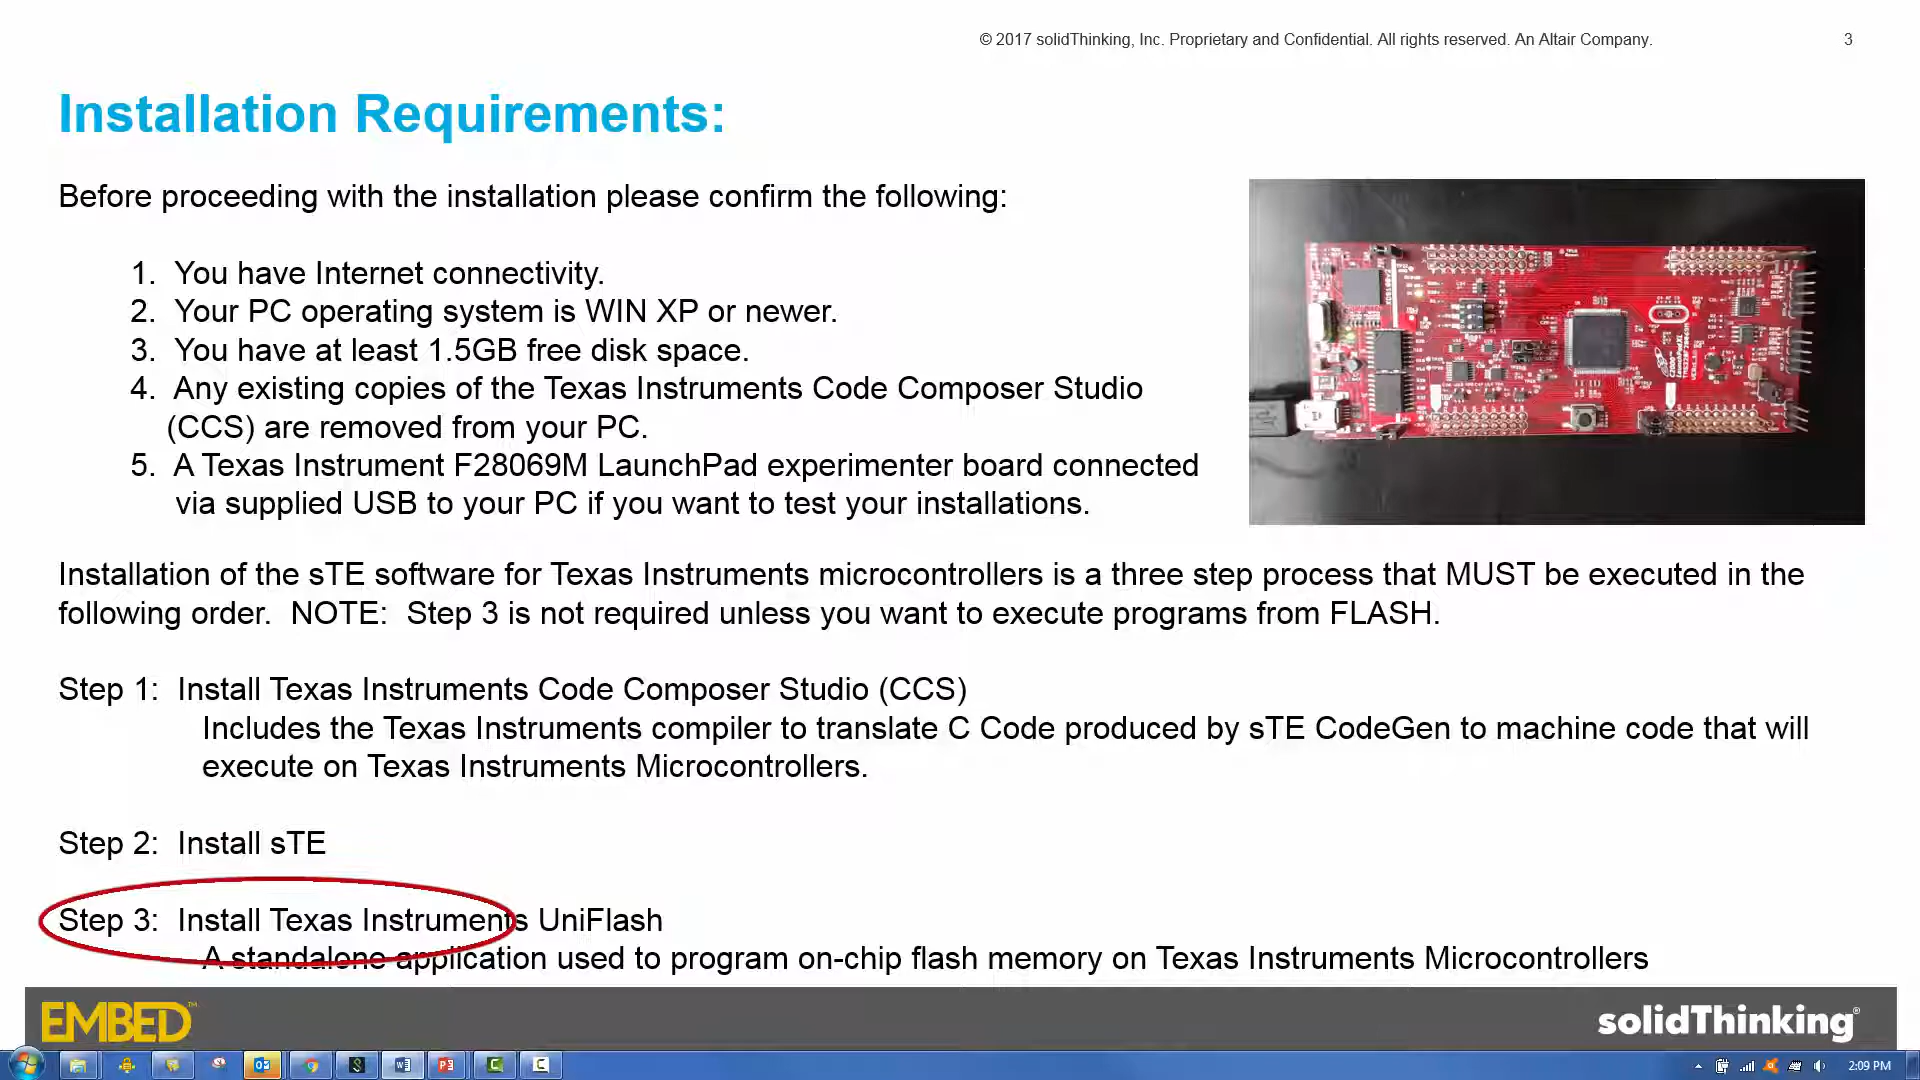 © 2017 solidThinking, Inc. Proprietary and Confidential. All rights reserved. An Altair Company.
3
Installation Requirements:
Before proceeding with the installation please confirm the following:
1. You have Internet connectivity.
2. Your PC operating system is WIN XP or newer.
3. You have at least 1.5GB free disk space.
4. Any existing copies of the Texas Instruments Code Composer Studio
(CCS) are removed from your PC.
5. A Texas Instrument F28069M LaunchPad experimenter board connected
via supplied USB to your PC if you want to test your installations.
Installation of the sTE software for Texas Instruments microcontrollers is a three step process that MUST be executed in the
following order. NOTE: Step 3 is not required unless you want to execute programs from FLASH.
Step 1: Install Texas Instruments Code Composer Studio (CCS)
Includes the Texas Instruments compiler to translate C Code produced by sTE CodeGen to machine code that will
execute on Texas Instruments Microcontrollers.
Step 2: Install sTE
Step 3: Install Texas Instruments UniFlash
A standalone application used to program on-chip flash memory on Texas Instruments Microcontrollers
EMBED™
solidThinking®
2:09 PM